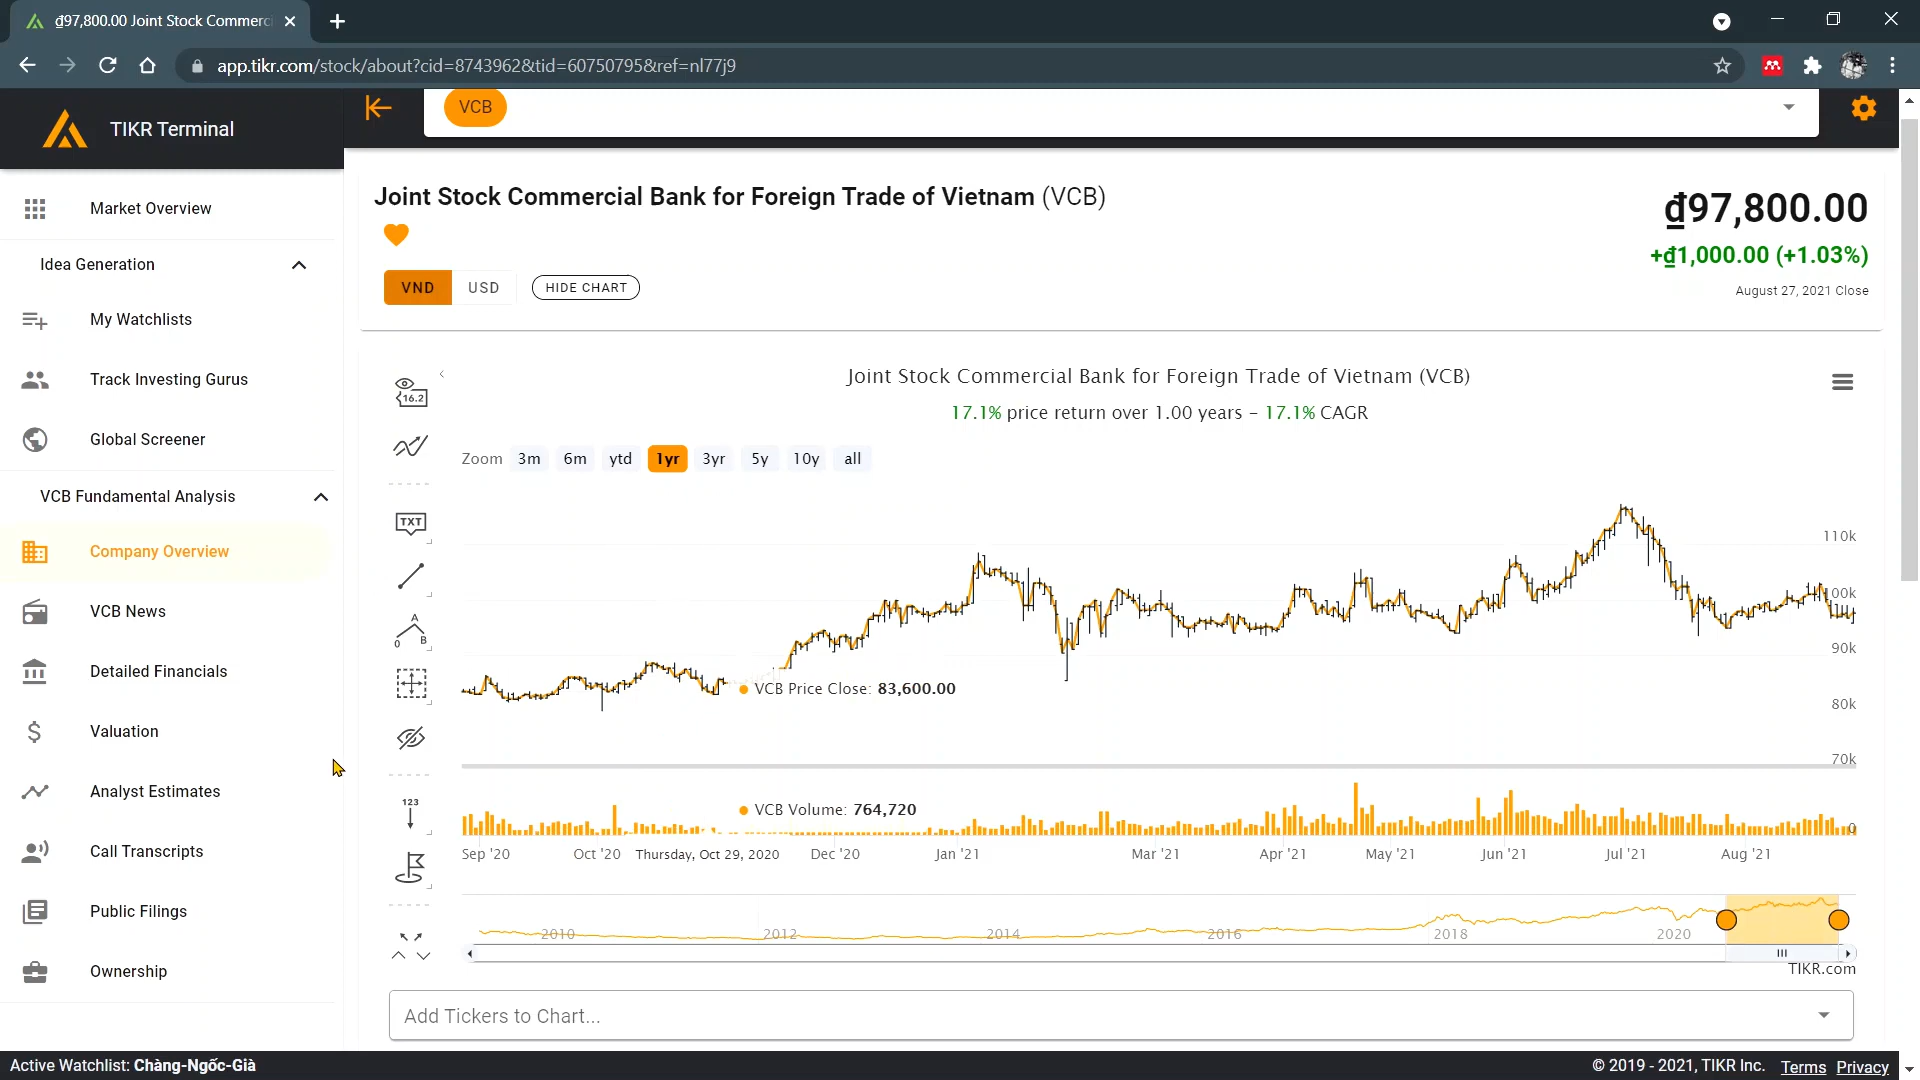 ₫97,800.00 Joint Stock Commerc
app.tikr.com/stock/about?cid=8743962&tid=60750795&ref=nl77j9
TIKR Terminal
VCB
Market Overview
Idea Generation
My Watchlists
Track Investing Gurus
Global Screener
VCB Fundamental Analysis
Company Overview
VCB News
Detailed Financials
Valuation
Analyst Estimates
Call Transcripts
Public Filings
Ownership
Joint Stock Commercial Bank for Foreign Trade of Vietnam (VCB)
₫97,800.00
+₫1,000.00 (+1.03%)
August 27, 2021 Close
VND USD HIDE CHART
Joint Stock Commercial Bank for Foreign Trade of Vietnam (VCB)
17.1% price return over 1.00 years - 17.1% CAGR
Zoom 3m 6m ytd 1yr 3yr 5y 10y all
16.2
TXT
A
0 B
123
110k
100k
90k
80k
70k
0
VCB Price Close: 83,600.00
VCB Volume: 764,720
Sep '20 Oct '20 Thursday, Oct 29, 2020 Dec '20 Jan '21 Mar '21 Apr '21 May '21 Jun '21 Jul '21 Aug '21
2010 2012 2014 2016 2018 2020
TIKR.com
Add Tickers to Chart...
Active Watchlist: Chàng-Ngốc-Già
© 2019 - 2021, TIKR Inc. Terms Privacy